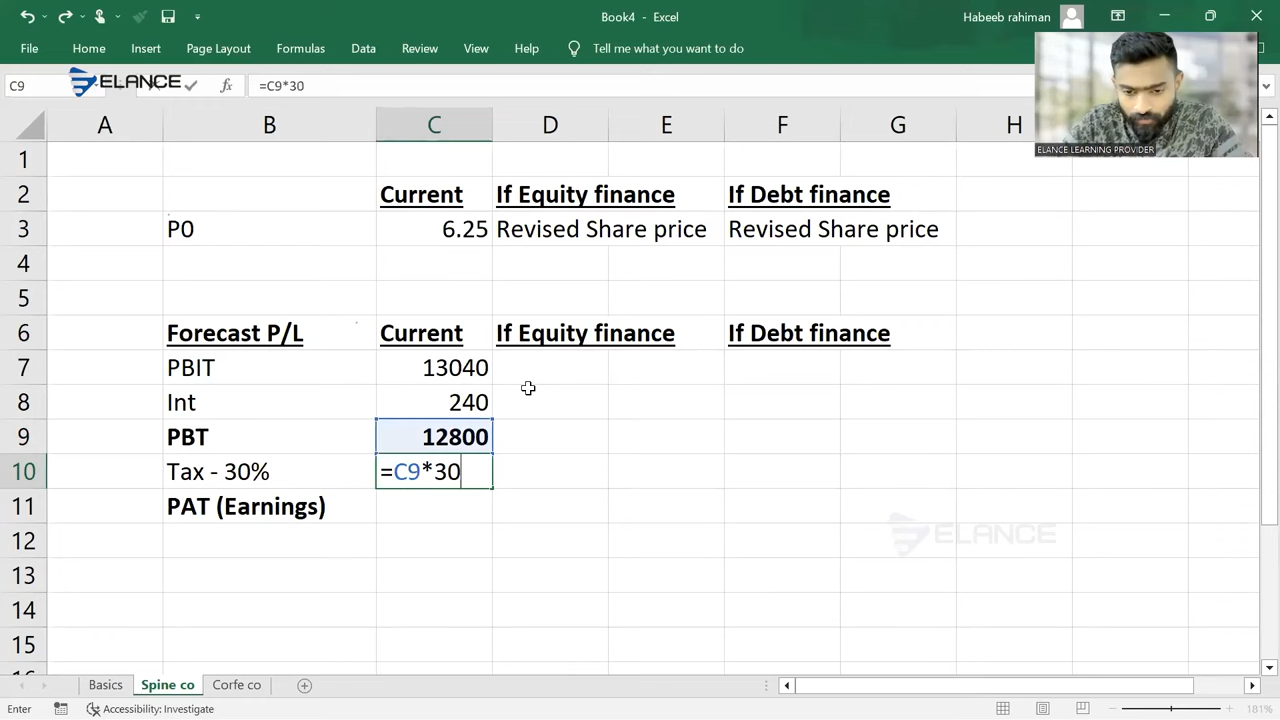 Book4 - Excel
Habeeb rahiman
File Home Insert Page Layout Formulas Data Review View Help Tell me what you want to do
C9 ELANCE fx =C9*30
ELANCE LEARNING PROVIDER
A B C D E F G H
1
2 Current If Equity finance If Debt finance
3 P0 6.25 Revised Share price Revised Share price
4
5
6 Forecast P/L Current If Equity finance If Debt finance
7 PBIT 13040
8 Int 240
9 PBT 12800
10 Tax - 30% =C9*30
11 PAT (Earnings)
ELANCE
12
13
14
15
Basics Spine co Corfe co
Enter Accessibility: Investigate 181%